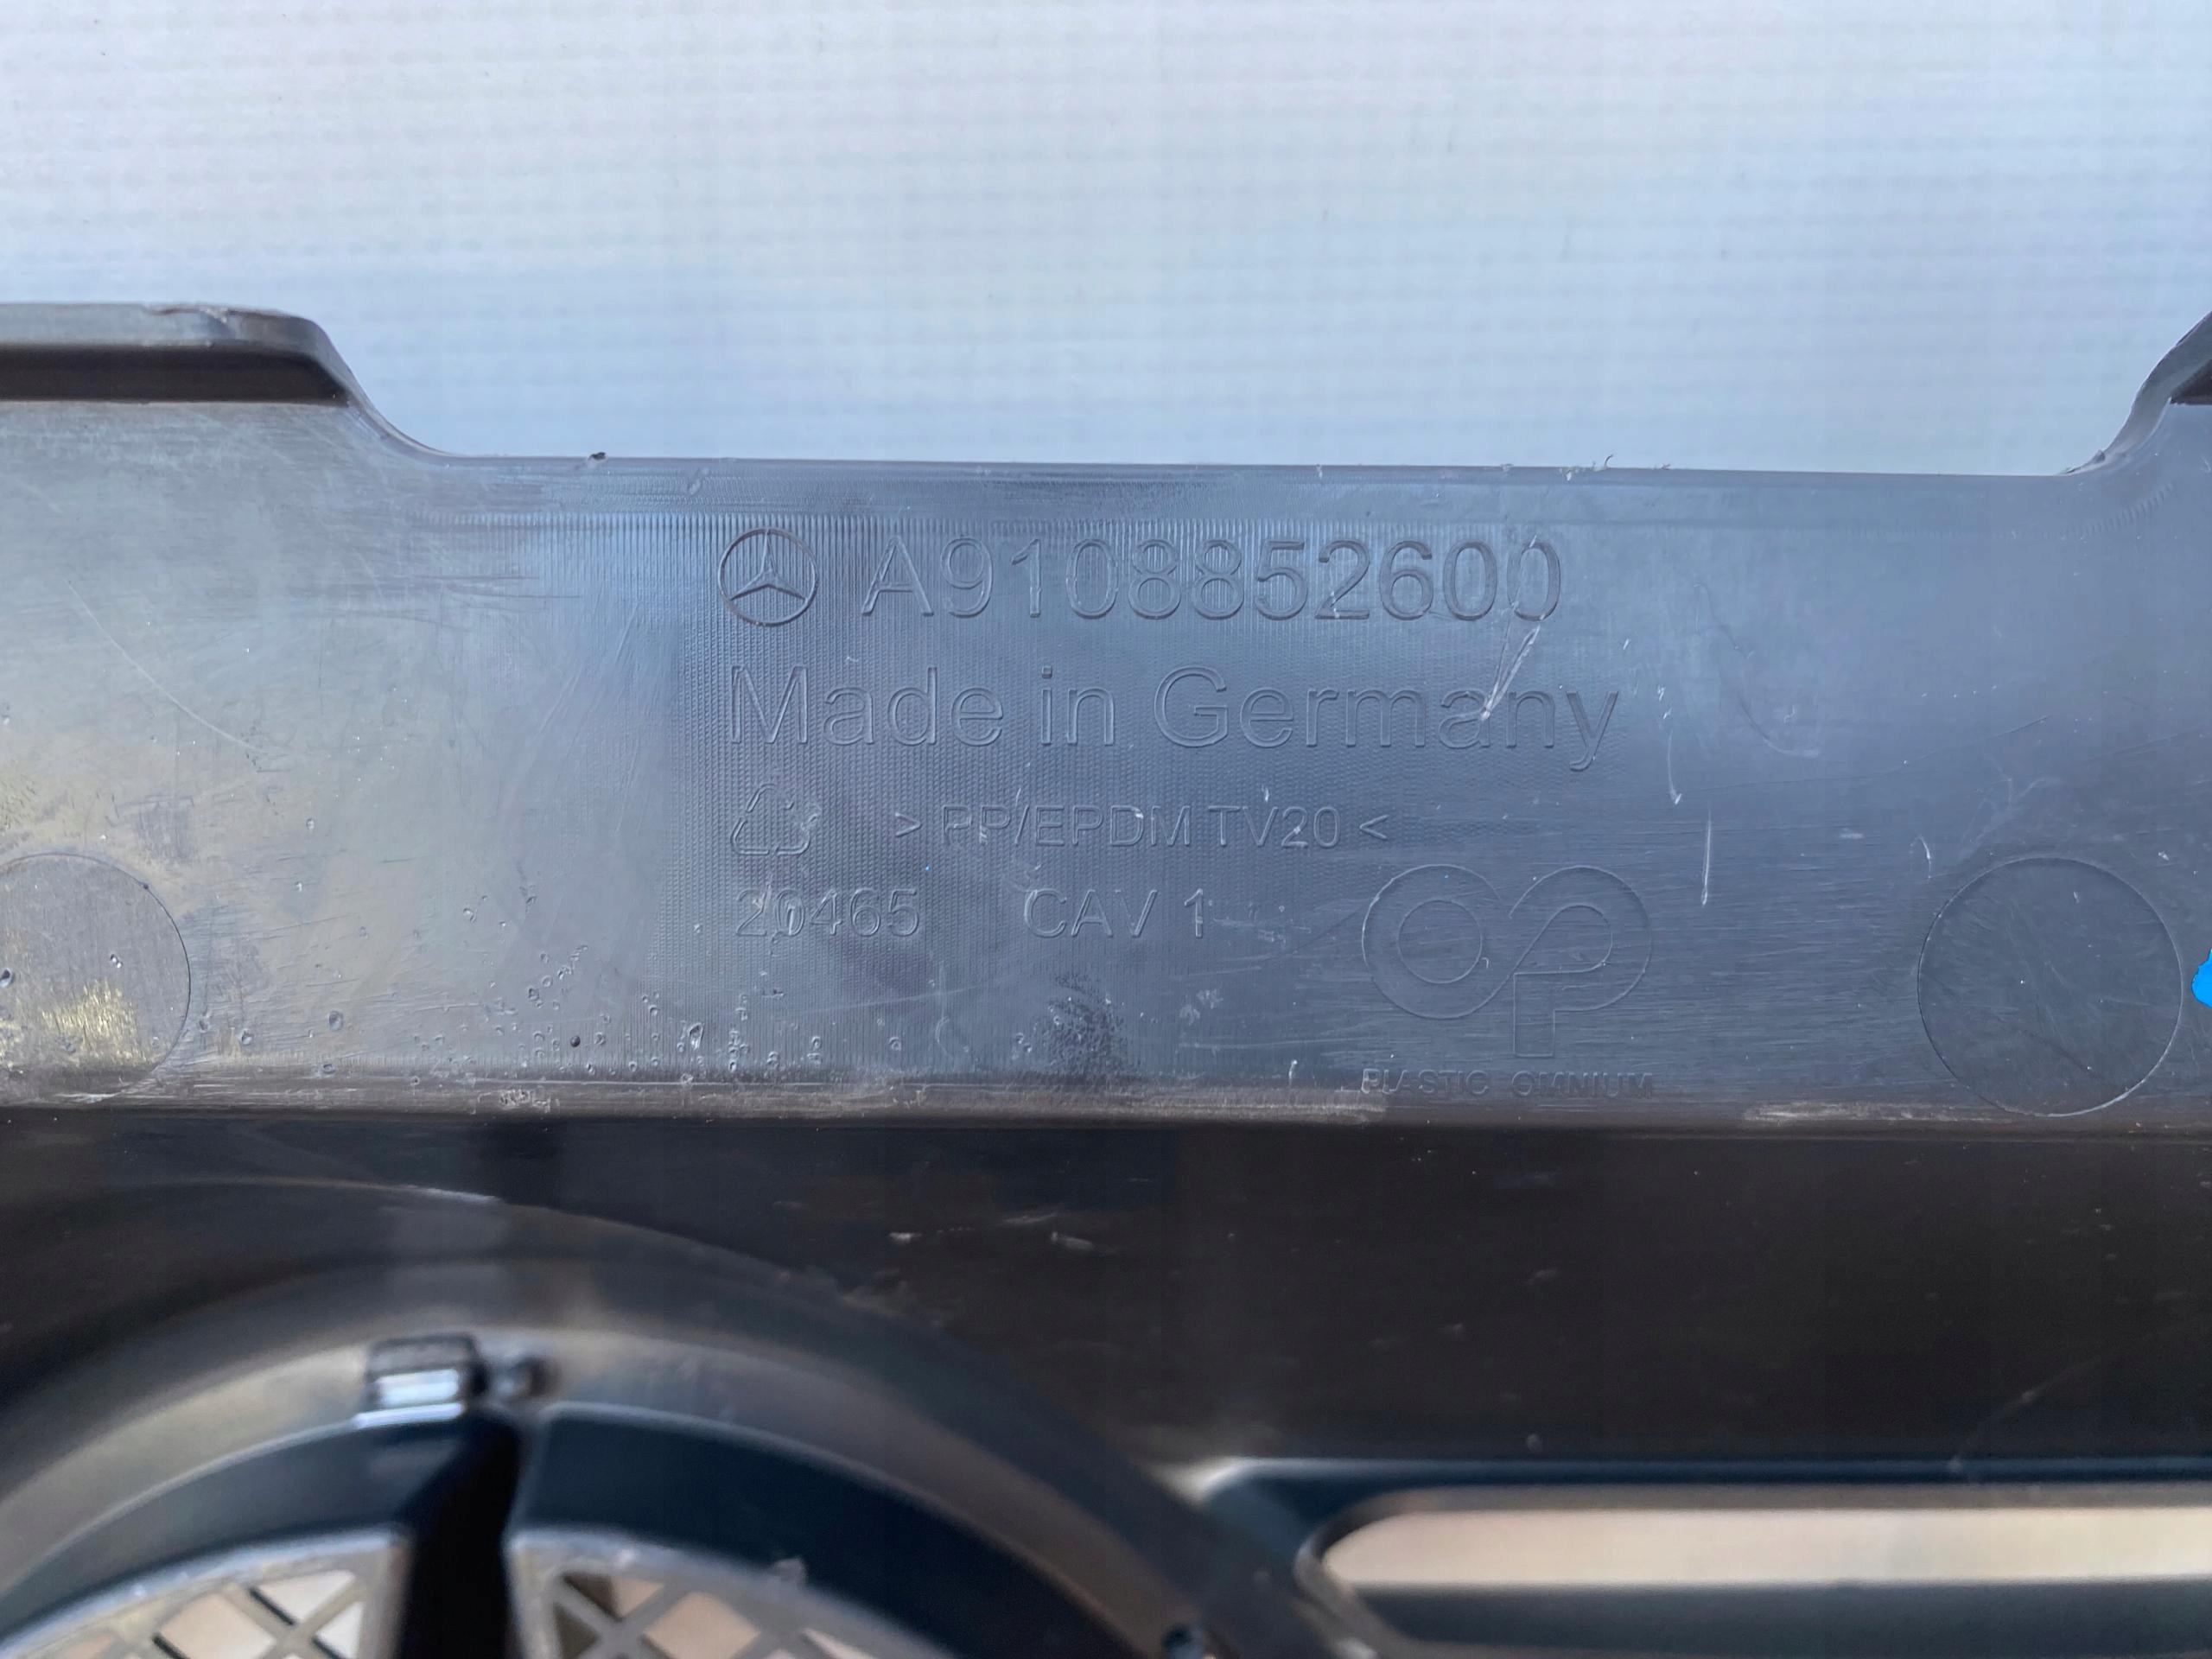 A9108852600
Made in Germany
> PP/EPDM TV20 <
20465 CAV 1
PLASTIC OMNIUM